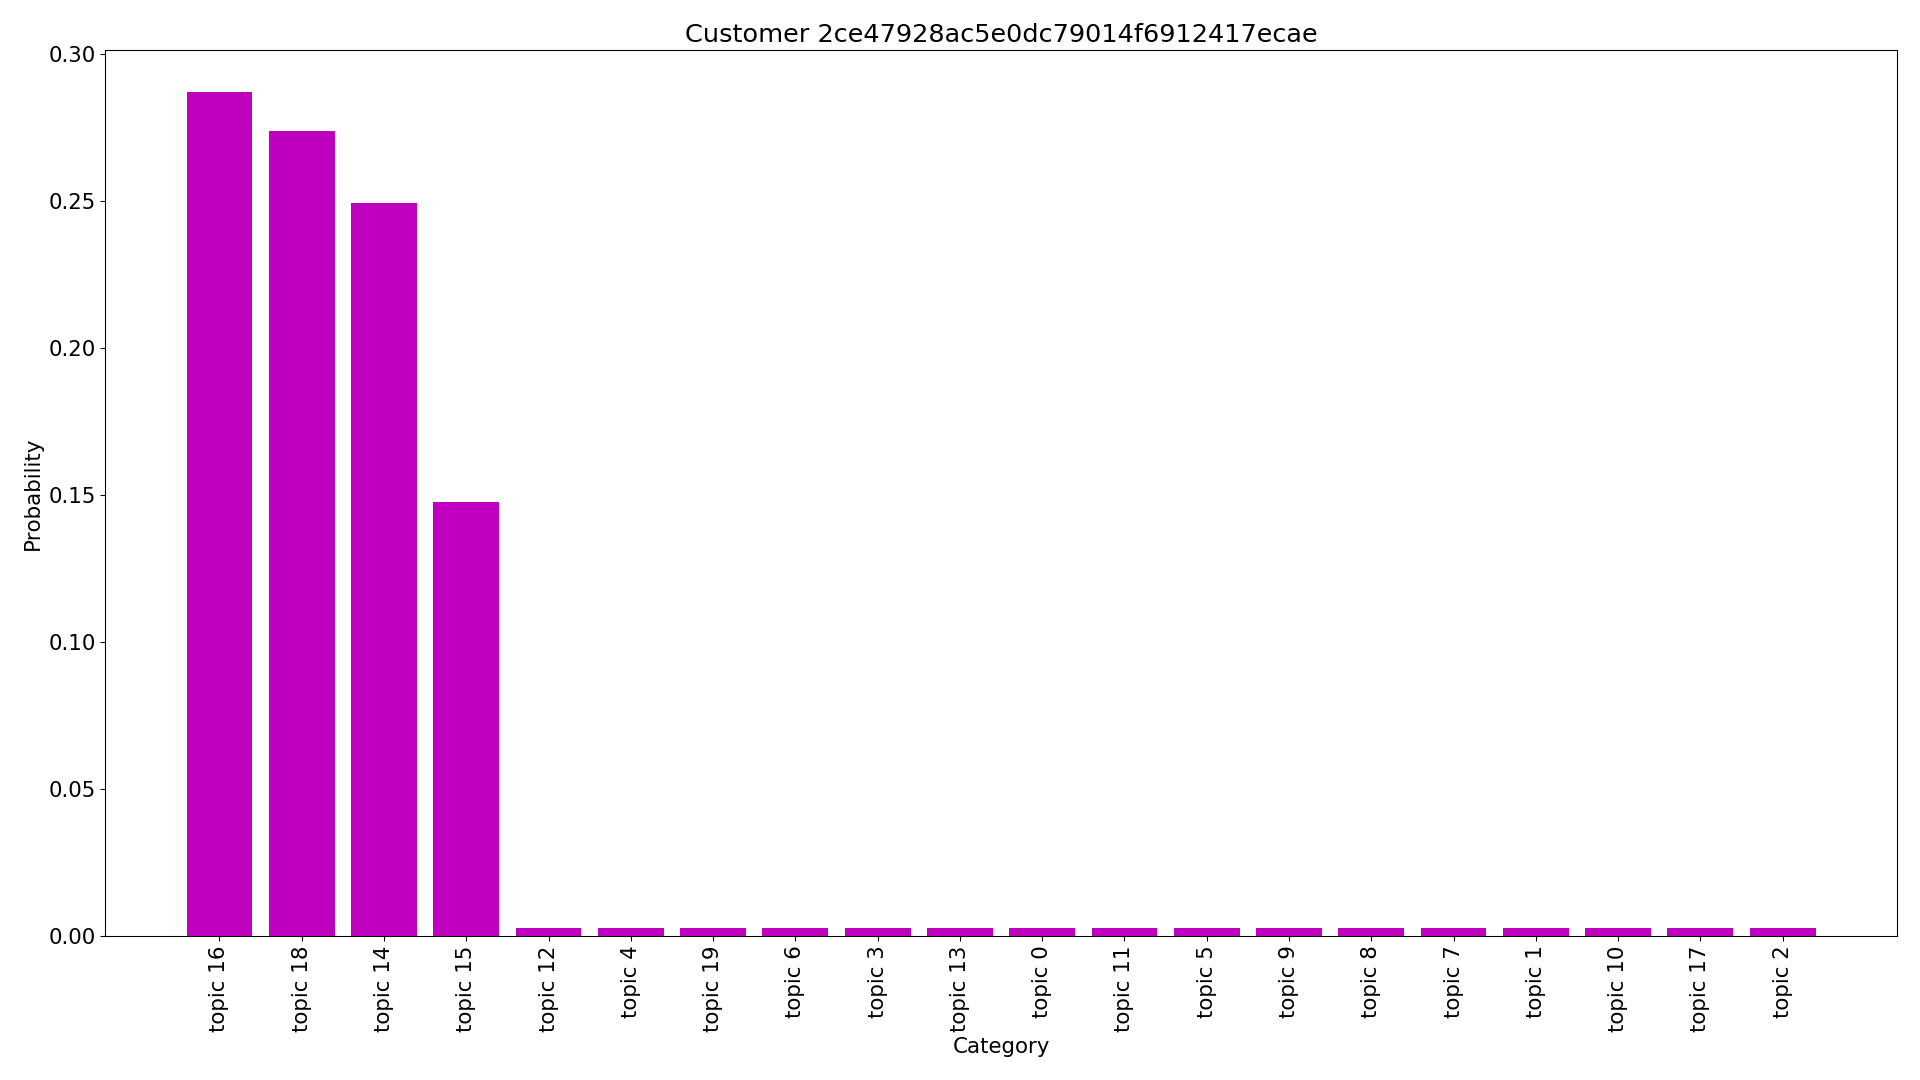 Customer 2ce47928ac5e0dc79014f6912417ecae
0.30
0.25
0.20
0.15
0.10
0.05
0.00
Probability
topic 16
topic 18
topic 14
topic 15
topic 12
topic 4
topic 19
topic 6
topic 3
topic 13
topic 0
topic 11
topic 5
topic 9
topic 8
topic 7
topic 1
topic 10
topic 17
topic 2
Category